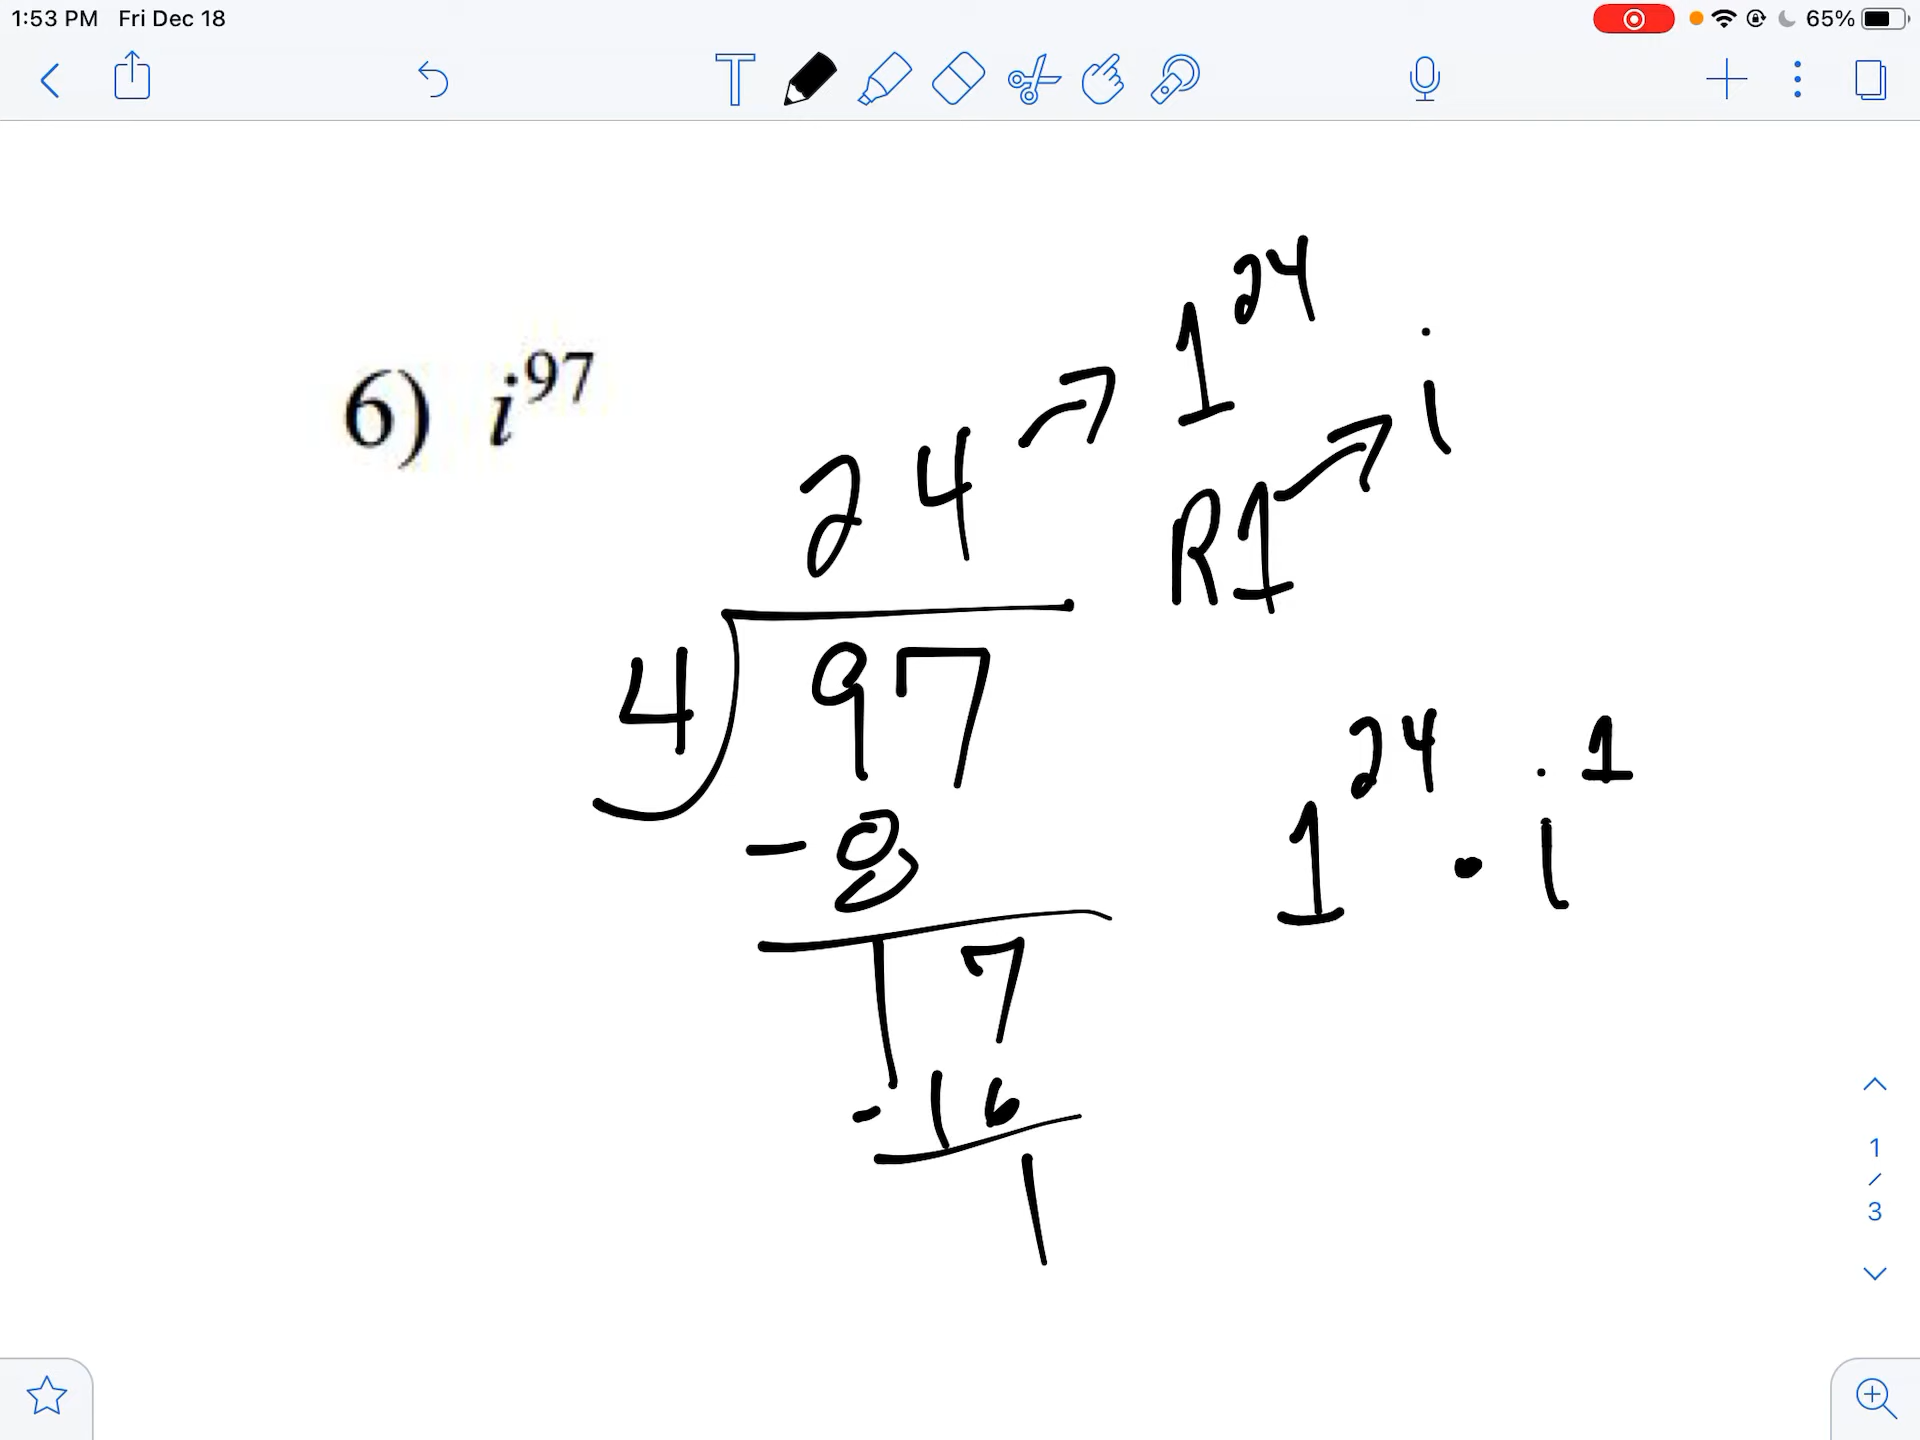 1:53 PM Fri Dec 18
65%
T
1²⁴ i
6) i⁹⁷
24
R1
4 97
-8
17
-16
1
1²⁴ • i¹
1
/
3